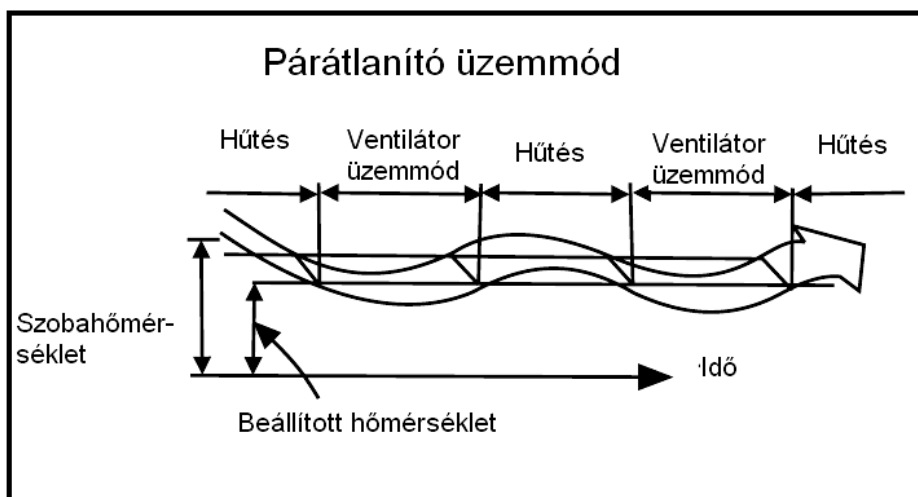 Párátlanító üzemmód
Hűtés
Ventilátor
üzemmód
Hűtés
Ventilátor
üzemmód
Hűtés
Szobahőmér-
séklet
Idő
Beállított hőmérséklet